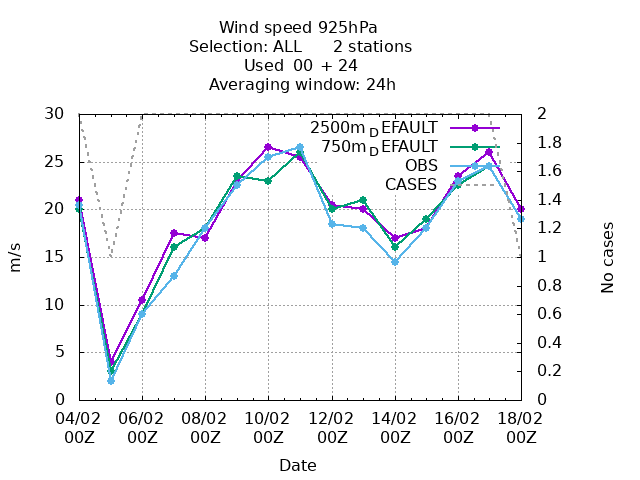 Wind speed 925hPa
Selection: ALL 2 stations
Used 00 + 24
Averaging window: 24h
30 2
2500m_DEFAULT
750m_DEFAULT
OBS
CASES
25 1.8
20 1.6
15 1.4
10 1.2
5 1
0 0.8
0.6
0.4
0.2
0
m/s
No cases
04/02 06/02 08/02 10/02 12/02 14/02 16/02 18/02
00Z 00Z 00Z 00Z 00Z 00Z 00Z 00Z
Date